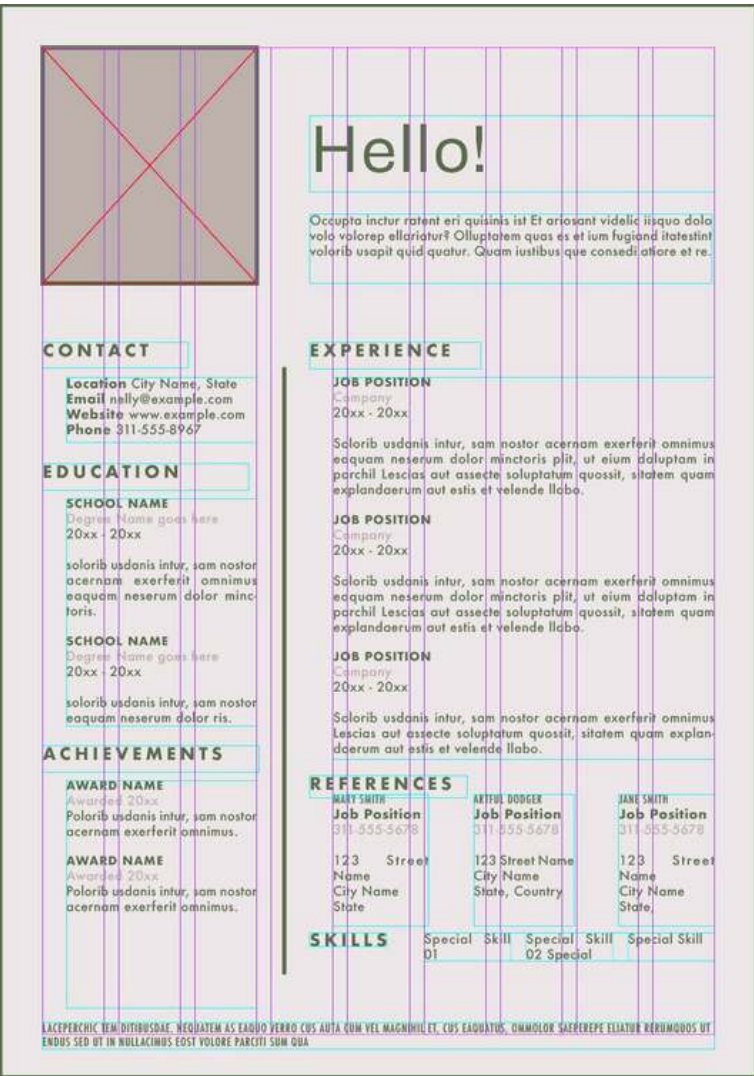 Hello!
Occupta inctur ratent eri quisinis ist Et ariosant videlic iisquo dolo
volo volorep ellariatur? Olluptatem quas es et ium fugiand itatestint
volorib usapit quid quatur. Quam iustibus que consedi atiore et re.
CONTACT
Location City Name, State
Email nelly@example.com
Website www.example.com
Phone 311-555-8967
EDUCATION
SCHOOL NAME
Degree Name goes here
20xx - 20xx
solorib usdanis intur, sam nostor
acernam exerferit omnimus
eaquam neserum dolor minc-
toris.
SCHOOL NAME
Degree Name goes here
20xx - 20xx
solorib usdanis intur, sam nostor
eaquam neserum dolor ris.
ACHIEVEMENTS
AWARD NAME
Awarded 20xx
Polorib usdanis intur, sam nostor
acernam exerferit omnimus.
AWARD NAME
Awarded 20xx
Polorib usdanis intur, sam nostor
acernam exerferit omnimus.
EXPERIENCE
JOB POSITION
Company
20xx - 20xx
Solorib usdanis intur, sam nostor acernam exerferit omnimus
eaquam neserum dolor minctoris plit, ut eium doluptam in
parchil Lescias aut assecte soluptatum quossit, sitatem quam
explandaerum aut estis et velende llabo.
JOB POSITION
Company
20xx - 20xx
Solorib usdanis intur, sam nostor acernam exerferit omnimus
eaquam neserum dolor minctoris plit, ut eium doluptam in
parchil Lescias aut assecte soluptatum quossit, sitatem quam
explandaerum aut estis et velende llabo.
JOB POSITION
Company
20xx - 20xx
Solorib usdanis intur, sam nostor acernam exerferit omnimus
Lescias aut assecte soluptatum quossit, sitatem quam explan-
daerum aut estis et velende llabo.
REFERENCES
MARY SMITH
Job Position
311-555-5678
123 Street
Name
City Name
State
ARTFUL DODGER
Job Position
311-555-5678
123 Street Name
City Name
State, Country
JANE SMITH
Job Position
311-555-5678
123 Street
Name
City Name
State,
SKILLS
Special Skill
01
Special Skill
02 Special
Special Skill
LACEPERCHIC TEM DITIBUSDAE. NEQUATEM AS EAQUO VERRO CUS AUTA CUM VEL MAGNIHIL ET, CUS EAQUATUS, OMMOLOR SAEPEREPE ELIATUR RERUMQUOS UT
ENDUS SED UT IN NULLACIMUS EOST VOLORE PARCITI SUM QUA